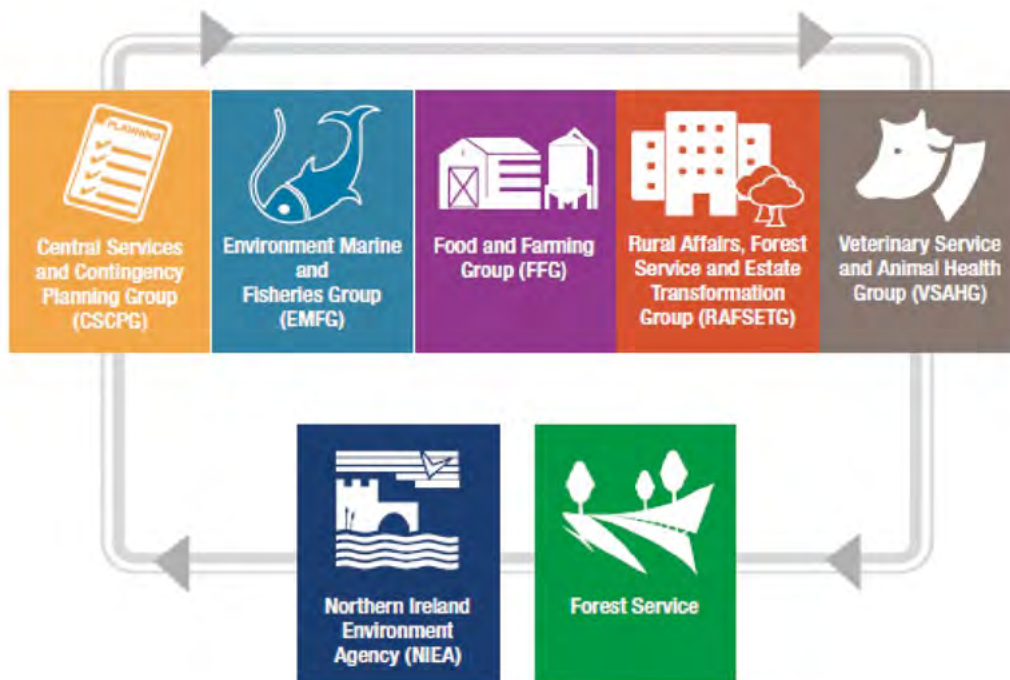 PLANNING
Central Services
and Contingency
Planning Group
(CSCPG)
Environment Marine
and
Fisheries Group
(EMFG)
Food and Farming
Group (FFG)
Rural Affairs, Forest
Service and Estate
Transformation
Group (RAFSETG)
Veterinary Service
and Animal Health
Group (VSAHG)
Northern Ireland
Environment
Agency (NIEA)
Forest Service